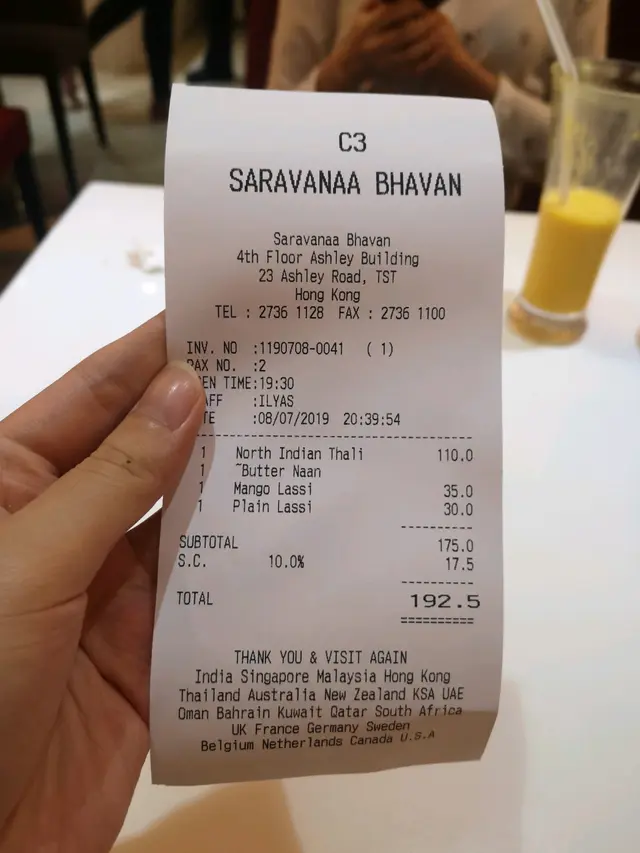 C3
SARAVANAA BHAVAN
Saravanaa Bhavan
4th Floor Ashley Building
23 Ashley Road, TST
Hong Kong
TEL : 2736 1128 FAX : 2736 1100
INV. NO :1190708-0041 ( 1)
PAX NO. :2
EN TIME:19:30
AFF :ILYAS
TE :08/07/2019 20:39:54
1 North Indian Thali 110.0
1 ~Butter Naan
1 Mango Lassi 35.0
1 Plain Lassi 30.0
SUBTOTAL 175.0
S.C. 10.0% 17.5
TOTAL 192.5
THANK YOU & VISIT AGAIN
India Singapore Malaysia Hong Kong
Thailand Australia New Zealand KSA UAE
Oman Bahrain Kuwait Qatar South Africa
UK France Germany Sweden
Belgium Netherlands Canada U.S.A